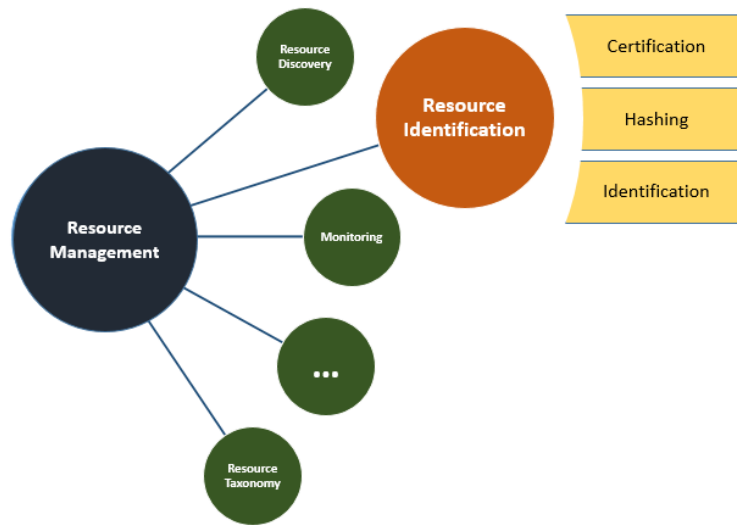 Resource
Discovery
Resource
Identification
Certification
Hashing
Identification
Resource
Management
Monitoring
...
Resource
Taxonomy